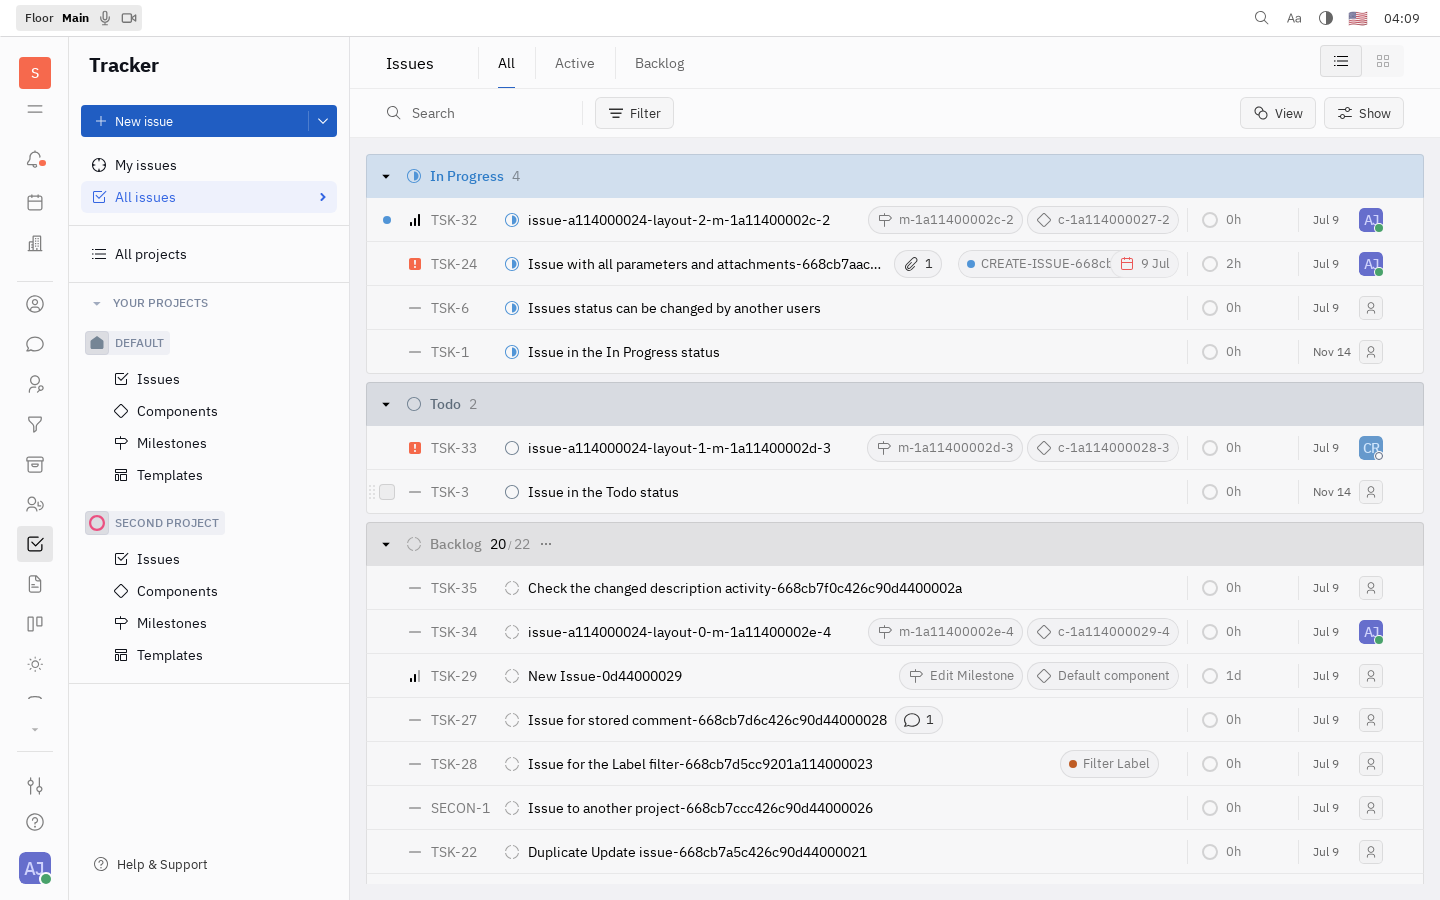 Floor Main
Aa
04:09
S
Tracker
New issue
My issues
All issues
All projects
YOUR PROJECTS
DEFAULT
Issues
Components
Milestones
Templates
SECOND PROJECT
Issues
Components
Milestones
Templates
Help & Support
AJ
Issues
All
Active
Backlog
Search
Filter
View
Show
In Progress 4
TSK-32 issue-a114000024-layout-2-m-1a11400002c-2 m-1a11400002c-2 c-1a114000027-2 0h Jul 9 AJ
TSK-24 Issue with all parameters and attachments-668cb7aac... 1 CREATE-ISSUE-668cb 9 Jul 2h Jul 9 AJ
TSK-6 Issues status can be changed by another users 0h Jul 9
TSK-1 Issue in the In Progress status 0h Nov 14
Todo 2
TSK-33 issue-a114000024-layout-1-m-1a11400002d-3 m-1a11400002d-3 c-1a114000028-3 0h Jul 9 CR
TSK-3 Issue in the Todo status 0h Nov 14
Backlog 20/22 ...
TSK-35 Check the changed description activity-668cb7f0c426c90d4400002a 0h Jul 9
TSK-34 issue-a114000024-layout-0-m-1a11400002e-4 m-1a11400002e-4 c-1a114000029-4 0h Jul 9 AJ
TSK-29 New Issue-0d44000029 Edit Milestone Default component 1d Jul 9
TSK-27 Issue for stored comment-668cb7d6c426c90d44000028 1 0h Jul 9
TSK-28 Issue for the Label filter-668cb7d5cc9201a114000023 Filter Label 0h Jul 9
SECON-1 Issue to another project-668cb7ccc426c90d44000026 0h Jul 9
TSK-22 Duplicate Update issue-668cb7a5c426c90d44000021 0h Jul 9